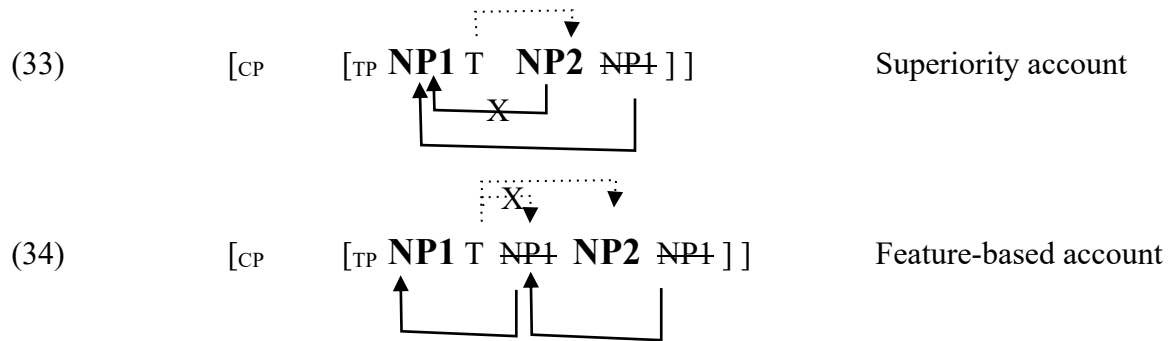 (33) [CP [TP NP1 T NP2 NP1 ] ] Superiority account
X
X
(34) [CP [TP NP1 T NP1 NP2 NP1 ] ] Feature-based account